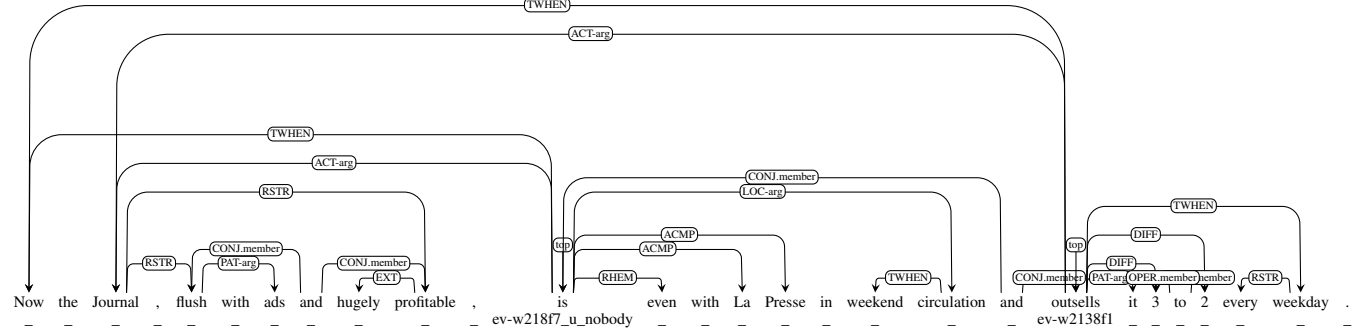 TWHEN
ACT-arg
TWHEN
ACT-arg
CONJ.member
RSTR
LOC-arg
TWHEN
ACMP
DIFF
top
top
CONJ.member
ACMP
RSTR
PAT-arg
CONJ.member
DIFF
EXT
RHEM
TWHEN
CONJ.member
PAT-arg
OPER.member
member
RSTR
Now the Journal , flush with ads and hugely profitable , is even with La Presse in weekend circulation and outsells it 3 to 2 every weekday .
_ _ _ _ _ _ _ _ _ _ _ ev-w218f7_u_nobody _ _ _ _ _ _ _ _ ev-w2138f1 _ _ _ _ _ _ _